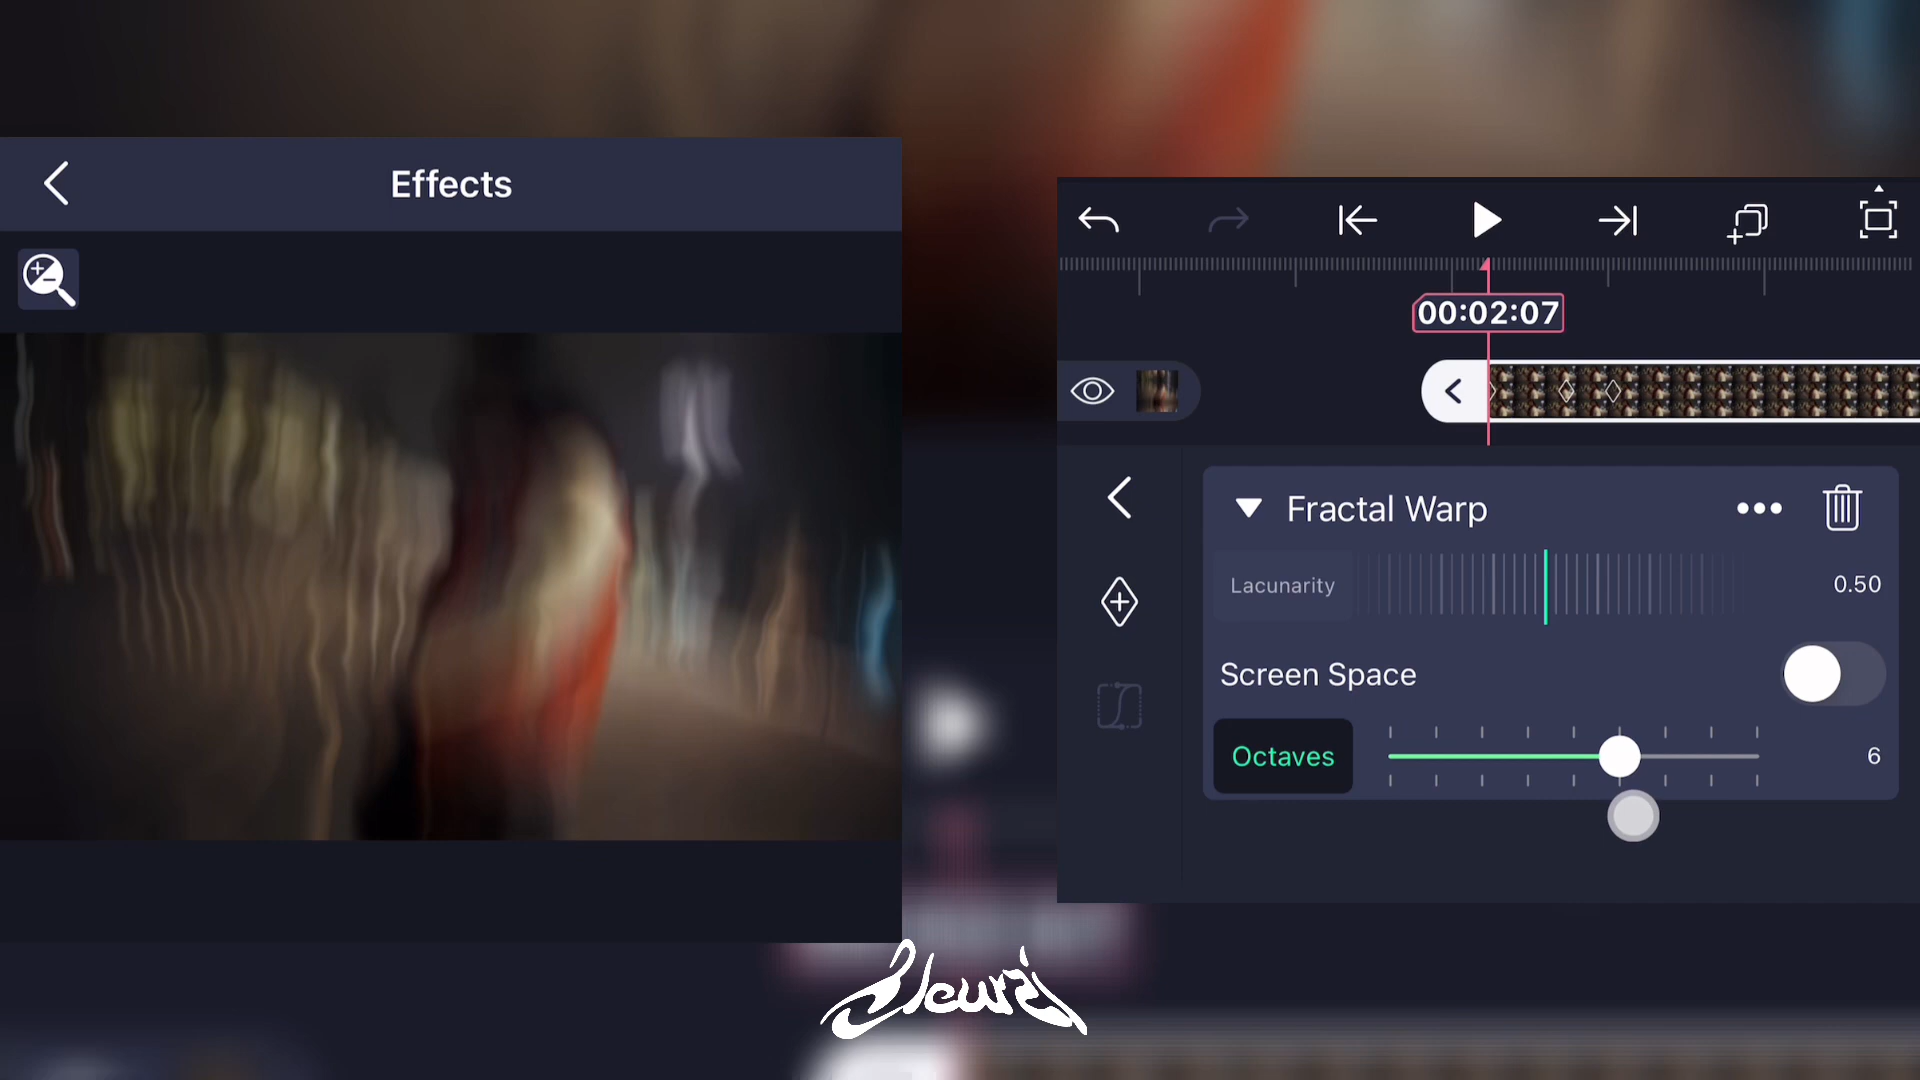 Effects
00:02:07
Fractal Warp
Lacunarity
0.50
Screen Space
Octaves
6